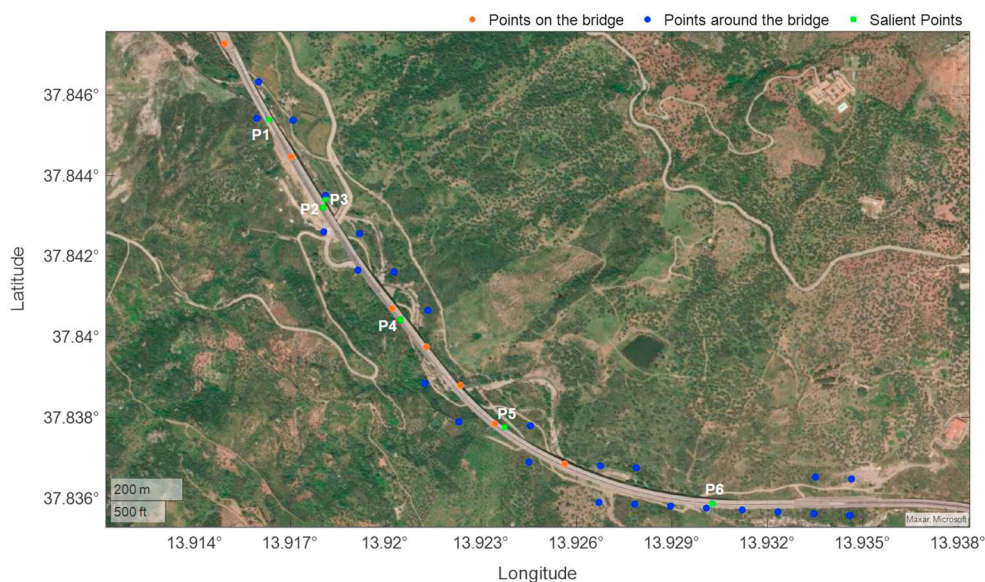 Points on the bridge Points around the bridge Salient Points
37.846°
37.844°
37.842°
37.84°
37.838°
37.836°
Latitude
P1
P3
P2
P4
P5
P6
200 m
500 ft
Maxar, Microsoft
13.914 13.917° 13.92° 13.923° 13.926° 13.929° 13.932° 13.935° 13.938°
Longitude